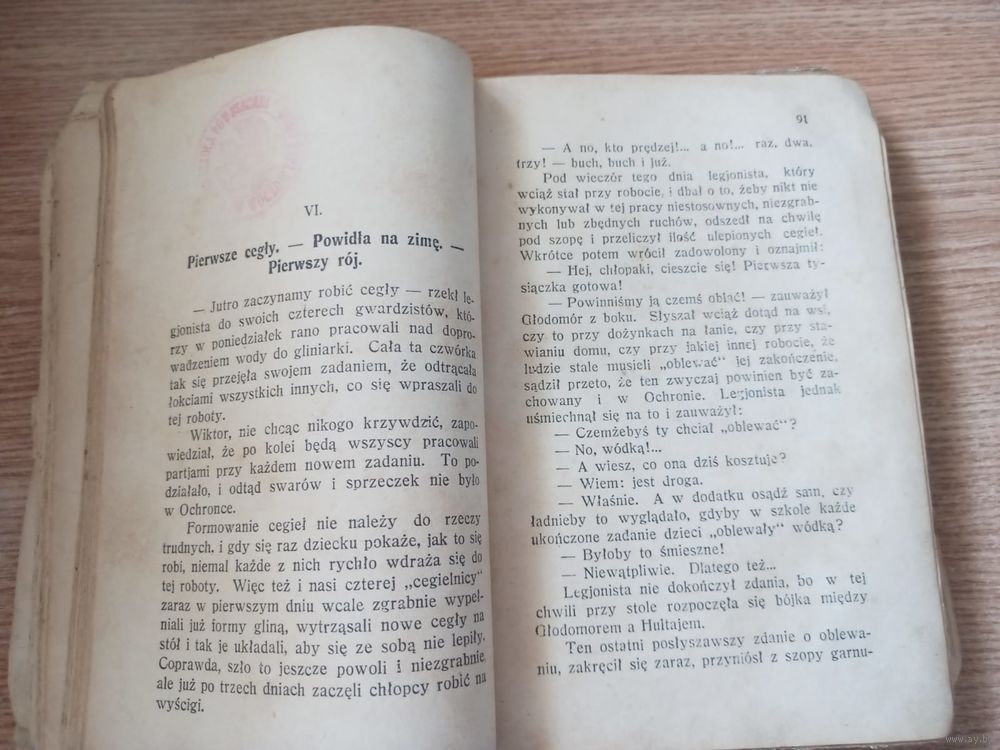 VI.
Pierwsze cegły. — Powidła na zimę. —
Pierwszy rój.
— Jutro zaczynamy robić cegły — rzekł le-
gjonista do swoich czterech gwardzistów, któ-
rzy w poniedziałek rano pracowali nad dopro-
wadzeniem wody do gliniarki. Cała ta czwórka
tak się przejęła swojem zadaniem, że odtrącała
łokciami wszystkich innych, co się wpraszali do
tej roboty.
Wiktor, nie chcąc nikogo krzywdzić, zapo-
wiedział, że po kolei będą wszyscy pracowali
partjami przy każdem nowem zadaniu. To po-
działało, i odtąd swarów i sprzeczek nie było
w Ochronce.
Formowanie cegieł nie należy do rzeczy
trudnych, i gdy się raz dziecku pokaże, jak to się
robi, niemal każde z nich rychło wdraża się do
tej roboty. Więc też i nasi czterej „cegielnicy"
zaraz w pierwszym dniu wcale zgrabnie wypeł-
niali już formy gliną, wytrząsali nowe cegły na
stół i tak je układali, aby się ze sobą nie lepiły.
Coprawda, szło to jeszcze powoli i niezgrabnie,
ale już po trzech dniach zaczęli chłopcy robić na
wyścigi.
91
— A no, kto prędzej!... a no!... raz, dwa,
trzy! — buch, buch i już.
Pod wieczór tego dnia legjonista, który
wciąż stał przy robocie, i dbał o to, żeby nikt nie
wykonywał w tej pracy niestosownych, niezgrab-
nych lub zbędnych ruchów, odszedł na chwilę
pod szopę i przeliczył ilość ulepionych cegieł.
Wkrótce potem wrócił zadowolony i oznajmił:
— Hej, chłopaki, cieszcie się! Pierwsza ty-
siączka gotowa!
— Powinniśmy ją czemś oblać! — zauważył
Głodomór z boku. Słyszał wciąż dotąd na wsi,
czy to przy dożynkach na łanie, czy przy sta-
wianiu domu, czy przy jakiej innej robocie, że
ludzie stale musieli „oblewać" jej zakończenie,
sądził przeto, że ten zwyczaj powinien być za-
chowany i w Ochronie. Legjonista jednak
uśmiechnął się na to i zauważył:
— Czemżebyś ty chciał „oblewać"?
— No, wódką!...
— A wiesz, co ona dziś kosztuje?
— Wiem: jest droga.
— Właśnie. A w dodatku osądź sam, czy
ładnieby to wyglądało, gdyby w szkole każde
ukończone zadanie dzieci „oblewały" wódką?
— Byłoby to śmieszne!
— Niewątpliwie. Dlatego też...
Legjonista nie dokończył zdania, bo w tej
chwili przy stole rozpoczęła się bójka między
Głodomorem a Hultajem.
Ten ostatni posłyszawszy zdanie o oblewa-
niu, zakręcił się zaraz, przyniósł z szopy garnu-
www.ay.by